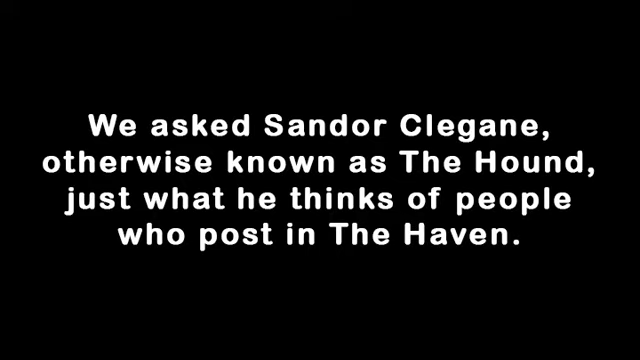 We asked Sandor Clegane,
otherwise known as The Hound,
just what he thinks of people
who post in The Haven.